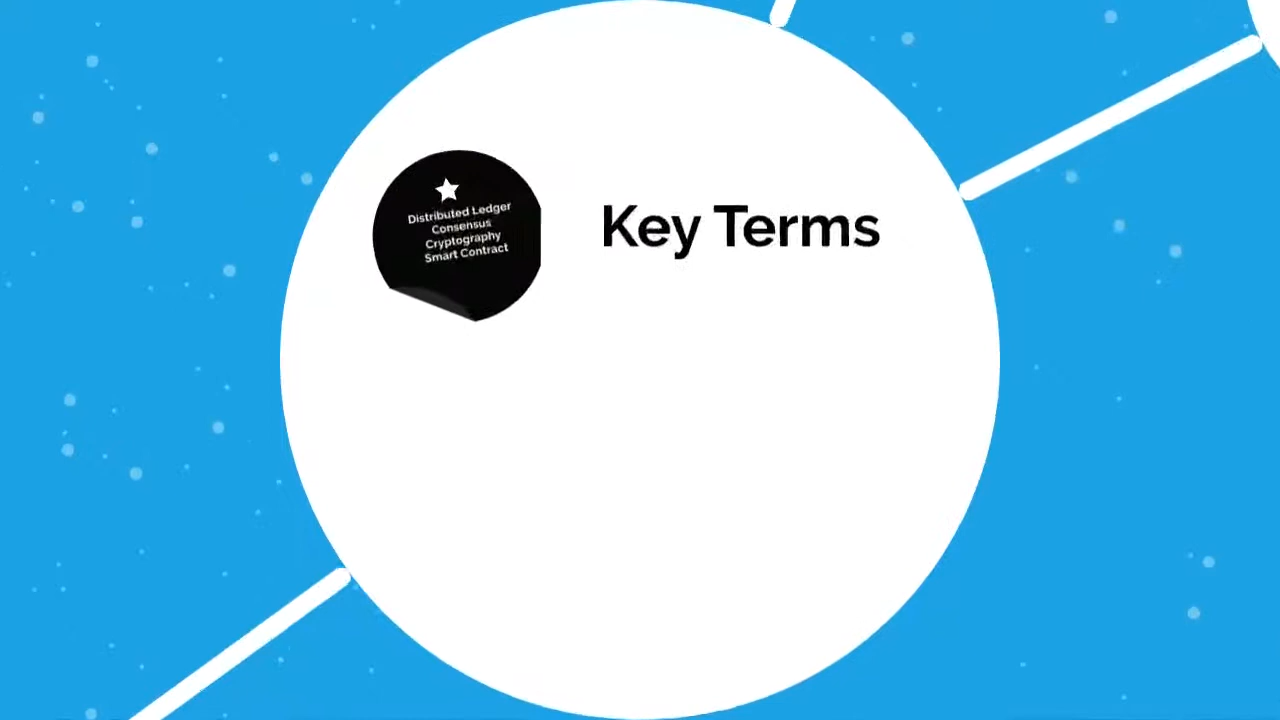 Distributed Ledger
Consensus
Cryptography
Smart Contract
Key Terms